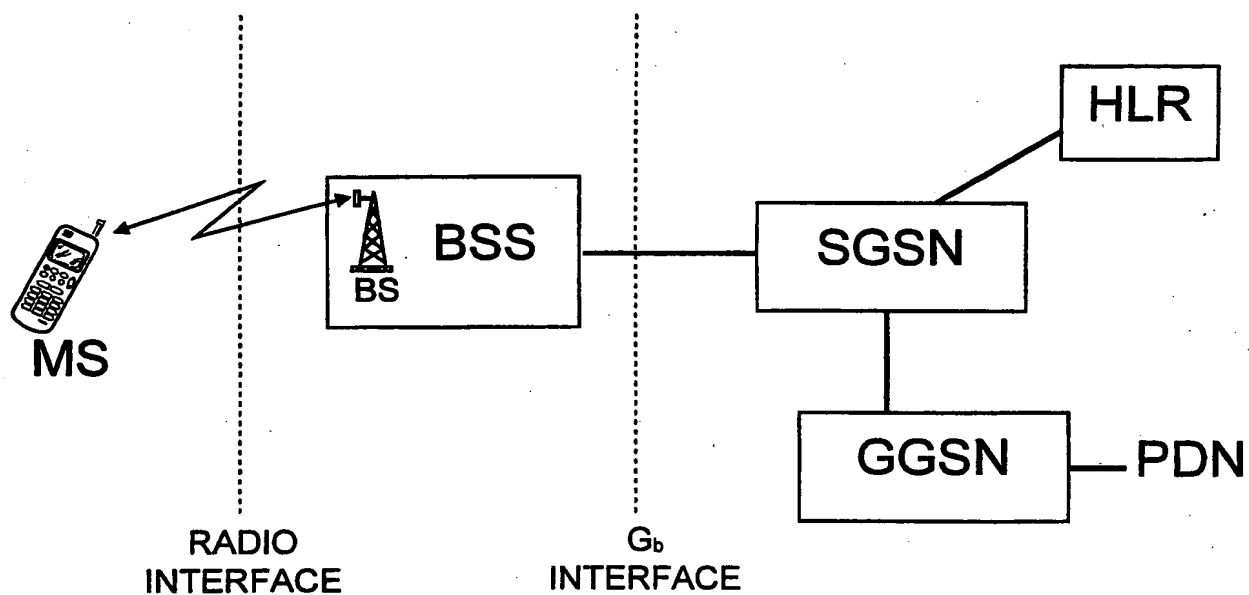 HLR
BSS
SGSN
BS
MS
GGSN
PDN
RADIO
INTERFACE
Gb
INTERFACE